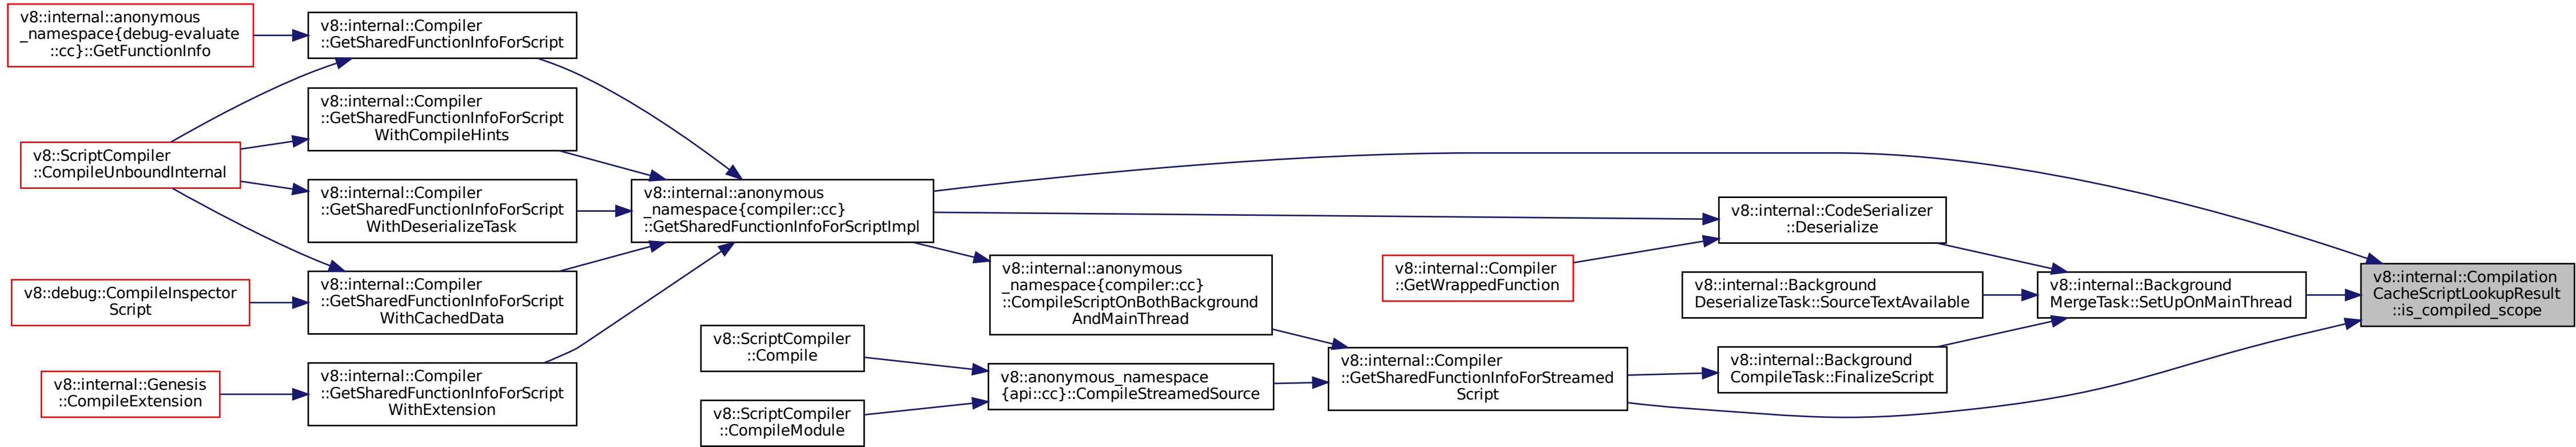 v8::internal::anonymous
_namespace{debug-evaluate
::cc}::GetFunctionInfo
v8::ScriptCompiler
::CompileUnboundInternal
v8::debug::CompileInspector
Script
v8::internal::Genesis
::CompileExtension
v8::internal::Compiler
::GetSharedFunctionInfoForScript
v8::internal::Compiler
::GetSharedFunctionInfoForScript
WithCompileHints
v8::internal::Compiler
::GetSharedFunctionInfoForScript
WithDeserializeTask
v8::internal::Compiler
::GetSharedFunctionInfoForScript
WithCachedData
v8::internal::Compiler
::GetSharedFunctionInfoForScript
WithExtension
v8::internal::anonymous
_namespace{compiler::cc}
::GetSharedFunctionInfoForScriptImpl
v8::ScriptCompiler
::Compile
v8::ScriptCompiler
::CompileModule
v8::internal::anonymous
_namespace{compiler::cc}
::CompileScriptOnBothBackground
AndMainThread
v8::anonymous_namespace
{api::cc}::CompileStreamedSource
v8::internal::Compiler
::GetWrappedFunction
v8::internal::Compiler
::GetSharedFunctionInfoForStreamed
Script
v8::internal::CodeSerializer
::Deserialize
v8::internal::Background
DeserializeTask::SourceTextAvailable
v8::internal::Background
CompileTask::FinalizeScript
v8::internal::Background
MergeTask::SetUpOnMainThread
v8::internal::Compilation
CacheScriptLookupResult
::is_compiled_scope